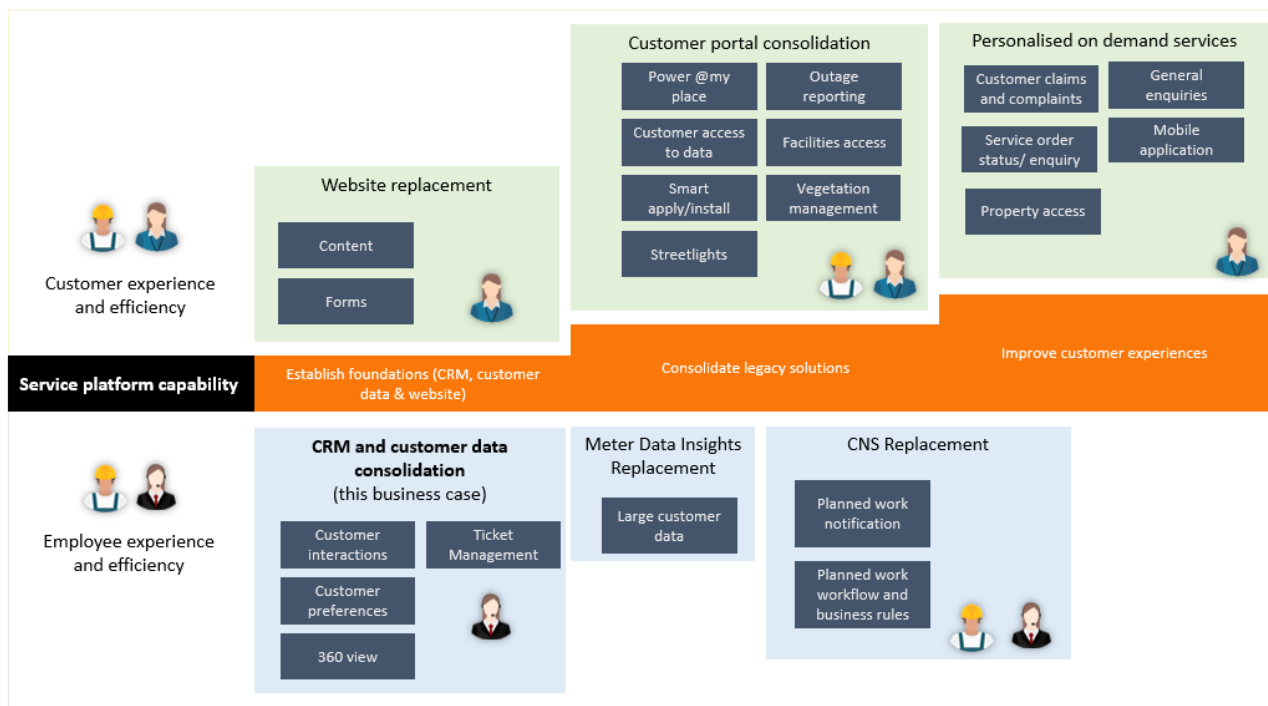 Customer portal consolidation
Power @my
place
Outage
reporting
Customer access
to data
Facilities access
Smart
apply/install
Vegetation
management
Streetlights
Personalised on demand services
Customer claims
and complaints
General
enquiries
Service order
status/ enquiry
Mobile
application
Property access
Website replacement
Content
Forms
Customer experience
and efficiency
Service platform capability
Establish foundations (CRM, customer
data & website)
Consolidate legacy solutions
Improve customer experiences
Employee experience
and efficiency
CRM and customer data
consolidation
(this business case)
Customer
interactions
Ticket
Management
Customer
preferences
360 view
Meter Data Insights
Replacement
Large customer
data
CNS Replacement
Planned work
notification
Planned work
workflow and
business rules